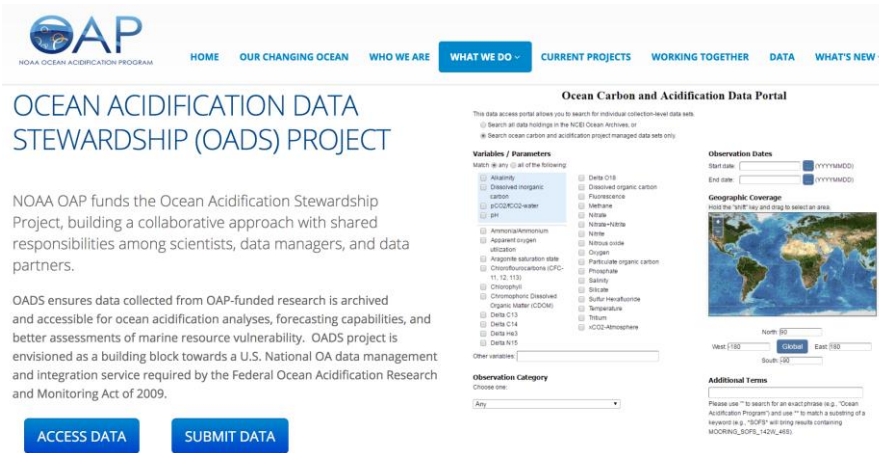 OAP
NOAA OCEAN ACIDIFICATION PROGRAM
HOME OUR CHANGING OCEAN WHO WE ARE WHAT WE DO CURRENT PROJECTS WORKING TOGETHER DATA WHAT'S NEW
OCEAN ACIDIFICATION DATA
STEWARDSHIP (OADS) PROJECT
NOAA OAP funds the Ocean Acidification Stewardship
Project, building a collaborative approach with shared
responsibilities among scientists, data managers, and data
partners.
OADS ensures data collected from OAP-funded research is archived
and accessible for ocean acidification analyses, forecasting capabilities, and
better assessments of marine resource vulnerability. OADS project is
envisioned as a building block towards a U.S. National OA data management
and integration service required by the Federal Ocean Acidification Research
and Monitoring Act of 2009.
ACCESS DATA SUBMIT DATA
Ocean Carbon and Acidification Data Portal
This data access portal allows you to search for individual collection-level data sets.
Search all data holdings in the NCEI Ocean Archives, or
Search ocean carbon and acidification project managed data sets only.
Variables / Parameters
Match any all of the following:
Alkalinity
Dissolved inorganic
carbon
pCO2/fCO2-water
pH
Ammonia/Ammonium
Apparent oxygen
utilization
Aragonite saturation state
Chloroflourocarbons (CFC-
11, 12, 113)
Chlorophyll
Chromophoric Dissolved
Organic Matter (CDOM)
Delta C13
Delta C14
Delta He3
Delta N15
Delta O18
Dissolved organic carbon
Fluorescence
Methane
Nitrate
Nitrate+Nitrite
Nitrite
Nitrous oxide
Oxygen
Particulate organic carbon
Phosphate
Salinity
Silicate
Sulfur Hexafluoride
Temperature
Tritium
xCO2-Atmosphere
Other variables:
Observation Category
Choose one:
Any
Observation Dates
Start date: (YYYYMMDD)
End date: (YYYYMMDD)
Geographic Coverage
Hold the "shift" key and drag to select an area.
North: 90
West: -180 Global East: 180
South: -90
Additional Terms
Please use "" to search for an exact phrase (e.g., "Ocean
Acidification Program") and use "*" to match a substring of a
keyword (e.g., *SOFS* will bring results containing
MOORING_SOFS_142W_46S).